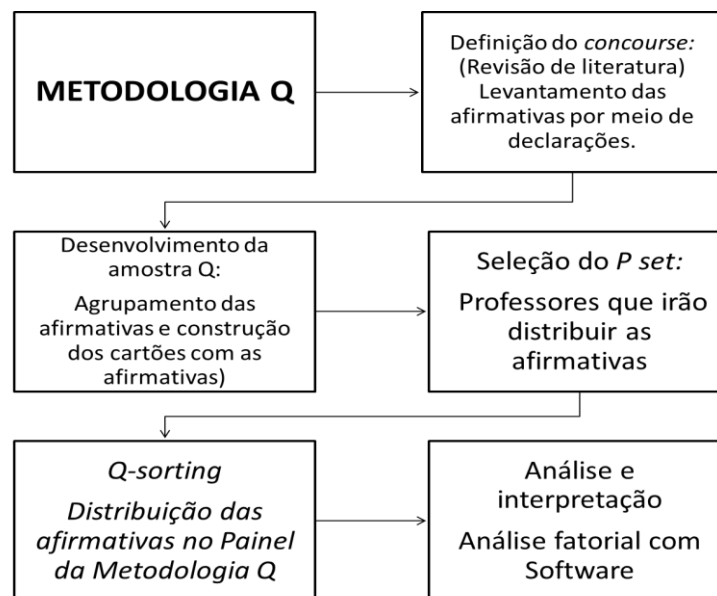 METODOLOGIA Q
Definição do concourse:
(Revisão de literatura)
Levantamento das
afirmativas por meio de
declarações.
Desenvolvimento da
amostra Q:
Agrupamento das
afirmativas e construção
dos cartões com as
afirmativas)
Seleção do P set:
Professores que irão
distribuir as
afirmativas
Q-sorting
Distribuição das
afirmativas no Painel
da Metodologia Q
Análise e
interpretação
Análise fatorial com
Software